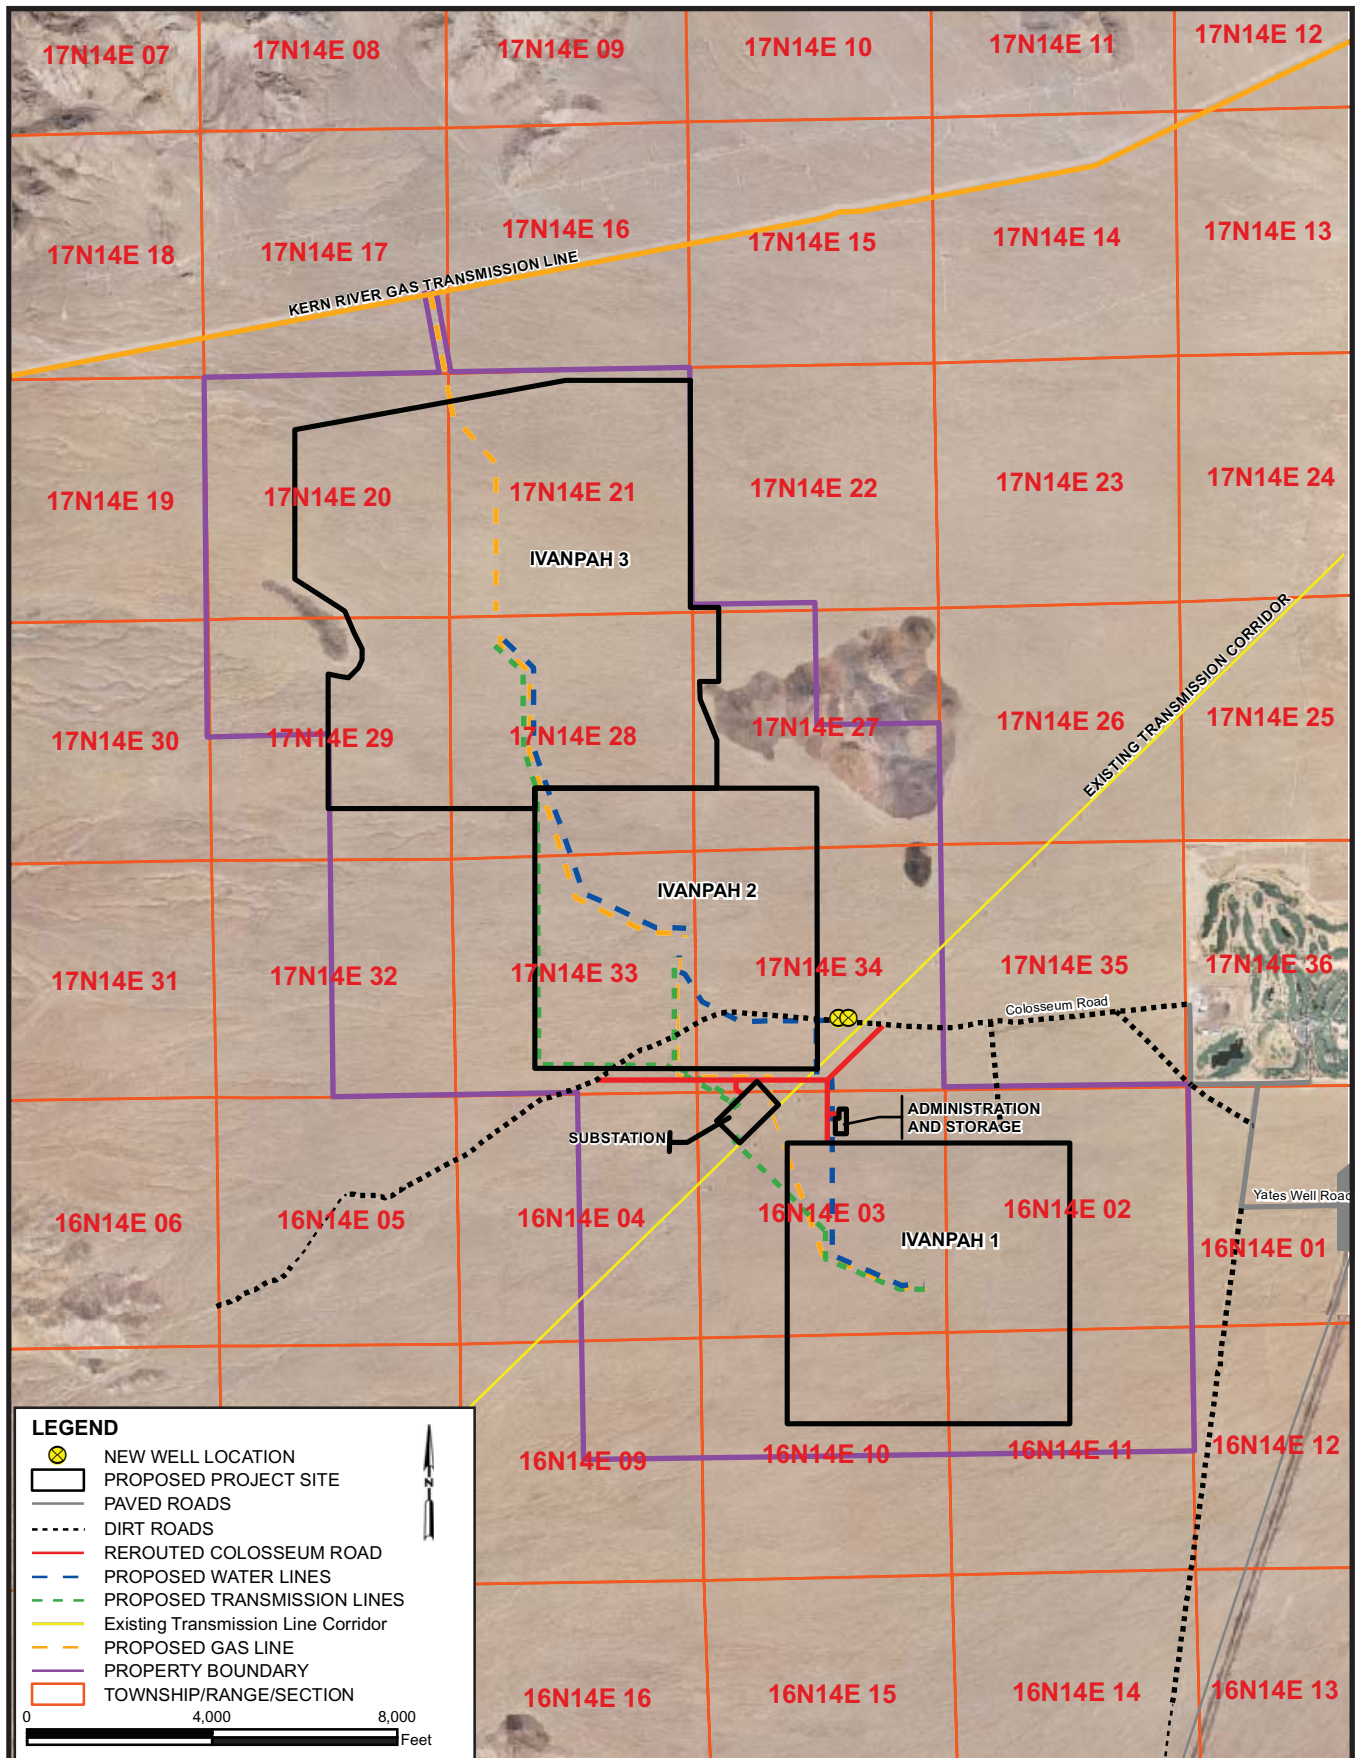 17N14E 07
17N14E 08
17N14E 09
17N14E 10
17N14E 11
17N14E 12
17N14E 18
17N14E 17
17N14E 16
17N14E 15
17N14E 14
17N14E 13
KERN RIVER GAS TRANSMISSION LINE
17N14E 19
17N14E 20
17N14E 21
17N14E 22
17N14E 23
17N14E 24
IVANPAH 3
EXISTING TRANSMISSION CORRIDOR
17N14E 30
17N14E 29
17N14E 28
17N14E 27
17N14E 26
17N14E 25
IVANPAH 2
17N14E 31
17N14E 32
17N14E 33
17N14E 34
17N14E 35
17N14E 36
Colosseum Road
ADMINISTRATION
AND STORAGE
SUBSTATION
Yates Well Road
16N14E 06
16N14E 05
16N14E 04
16N14E 03
16N14E 02
16N14E 01
IVANPAH 1
16N14E 09
16N14E 10
16N14E 11
16N14E 12
LEGEND
NEW WELL LOCATION
PROPOSED PROJECT SITE
PAVED ROADS
DIRT ROADS
REROUTED COLOSSEUM ROAD
PROPOSED WATER LINES
PROPOSED TRANSMISSION LINES
Existing Transmission Line Corridor
PROPOSED GAS LINE
PROPERTY BOUNDARY
TOWNSHIP/RANGE/SECTION
N
0 4,000 8,000
Feet
16N14E 16
16N14E 15
16N14E 14
16N14E 13